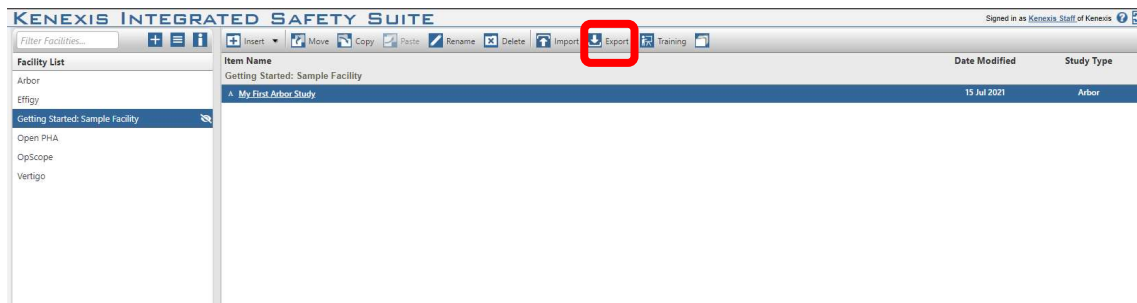 KENEXIS INTEGRATED SAFETY SUITE
Signed in as Kenexis Staff of Kenexis
Filter Facilities...
Insert Move Copy Paste Rename Delete Import Export Training
Facility List
Item Name Date Modified Study Type
Getting Started: Sample Facility
Arbor
A My First Arbor Study 15 Jul 2021 Arbor
Effigy
Getting Started: Sample Facility
Open PHA
OpScope
Vertigo